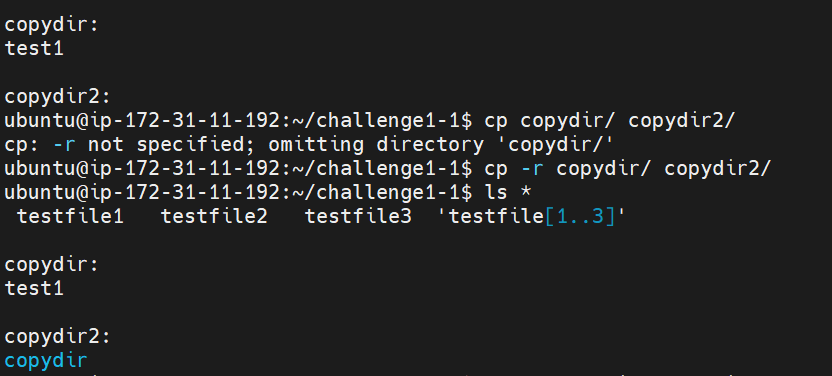 copydir:
test1
copydir2:
ubuntu@ip-172-31-11-192:~/challenge1-1$ cp copydir/ copydir2/
cp: -r not specified; omitting directory 'copydir/'
ubuntu@ip-172-31-11-192:~/challenge1-1$ cp -r copydir/ copydir2/
ubuntu@ip-172-31-11-192:~/challenge1-1$ ls *
testfile1   testfile2   testfile3  'testfile[1..3]'
copydir:
test1
copydir2:
copydir